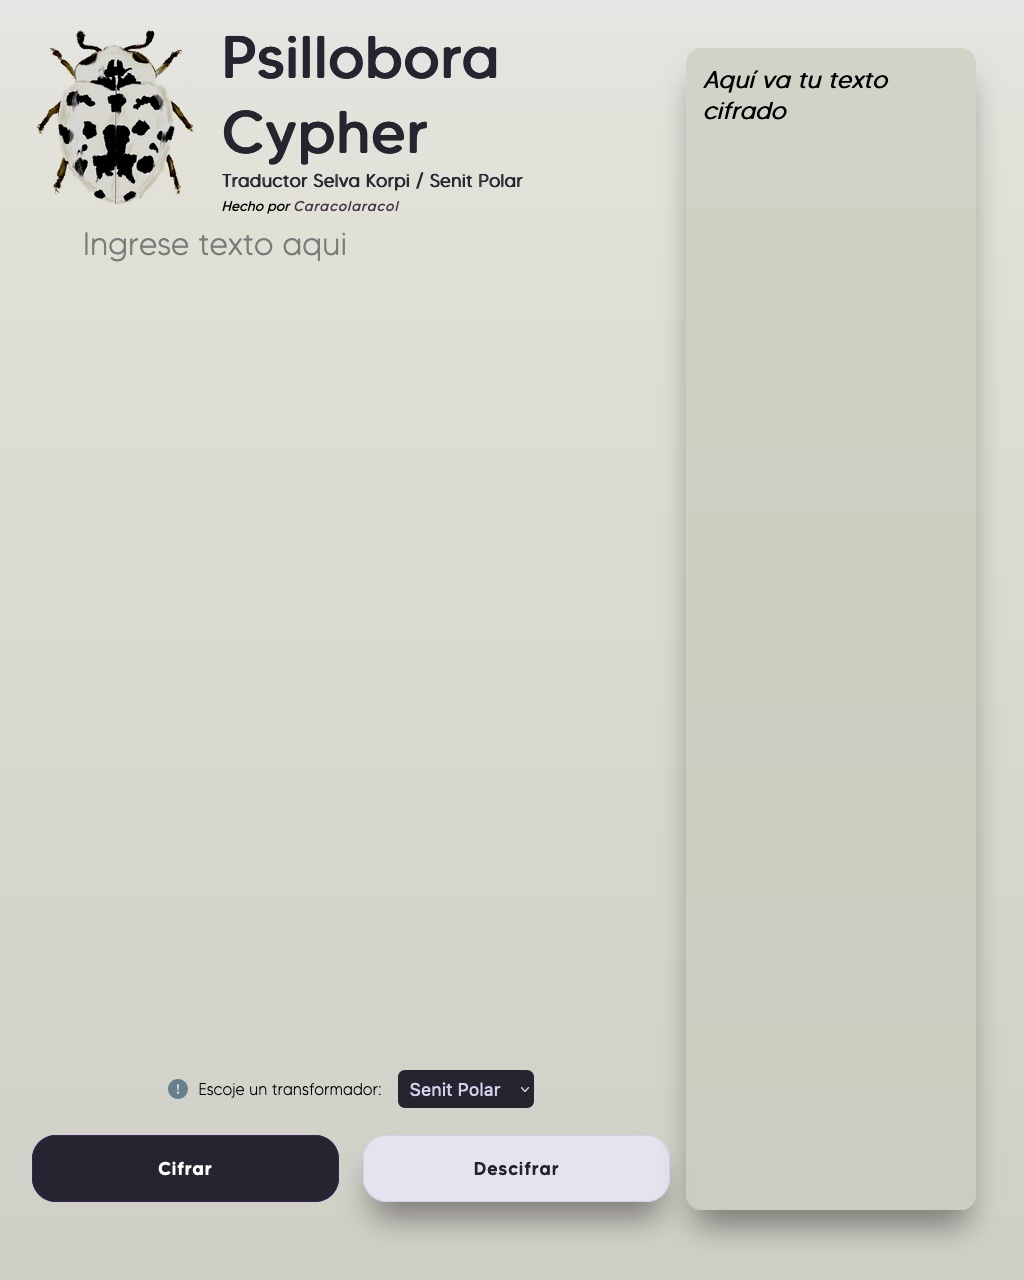 Psillobora
Cypher
Traductor Selva Korpi / Senit Polar
Hecho por Caracolaracol
Ingrese texto aqui
Aquí va tu texto
cifrado
! Escoje un transformador: Senit Polar
Cifrar Descifrar